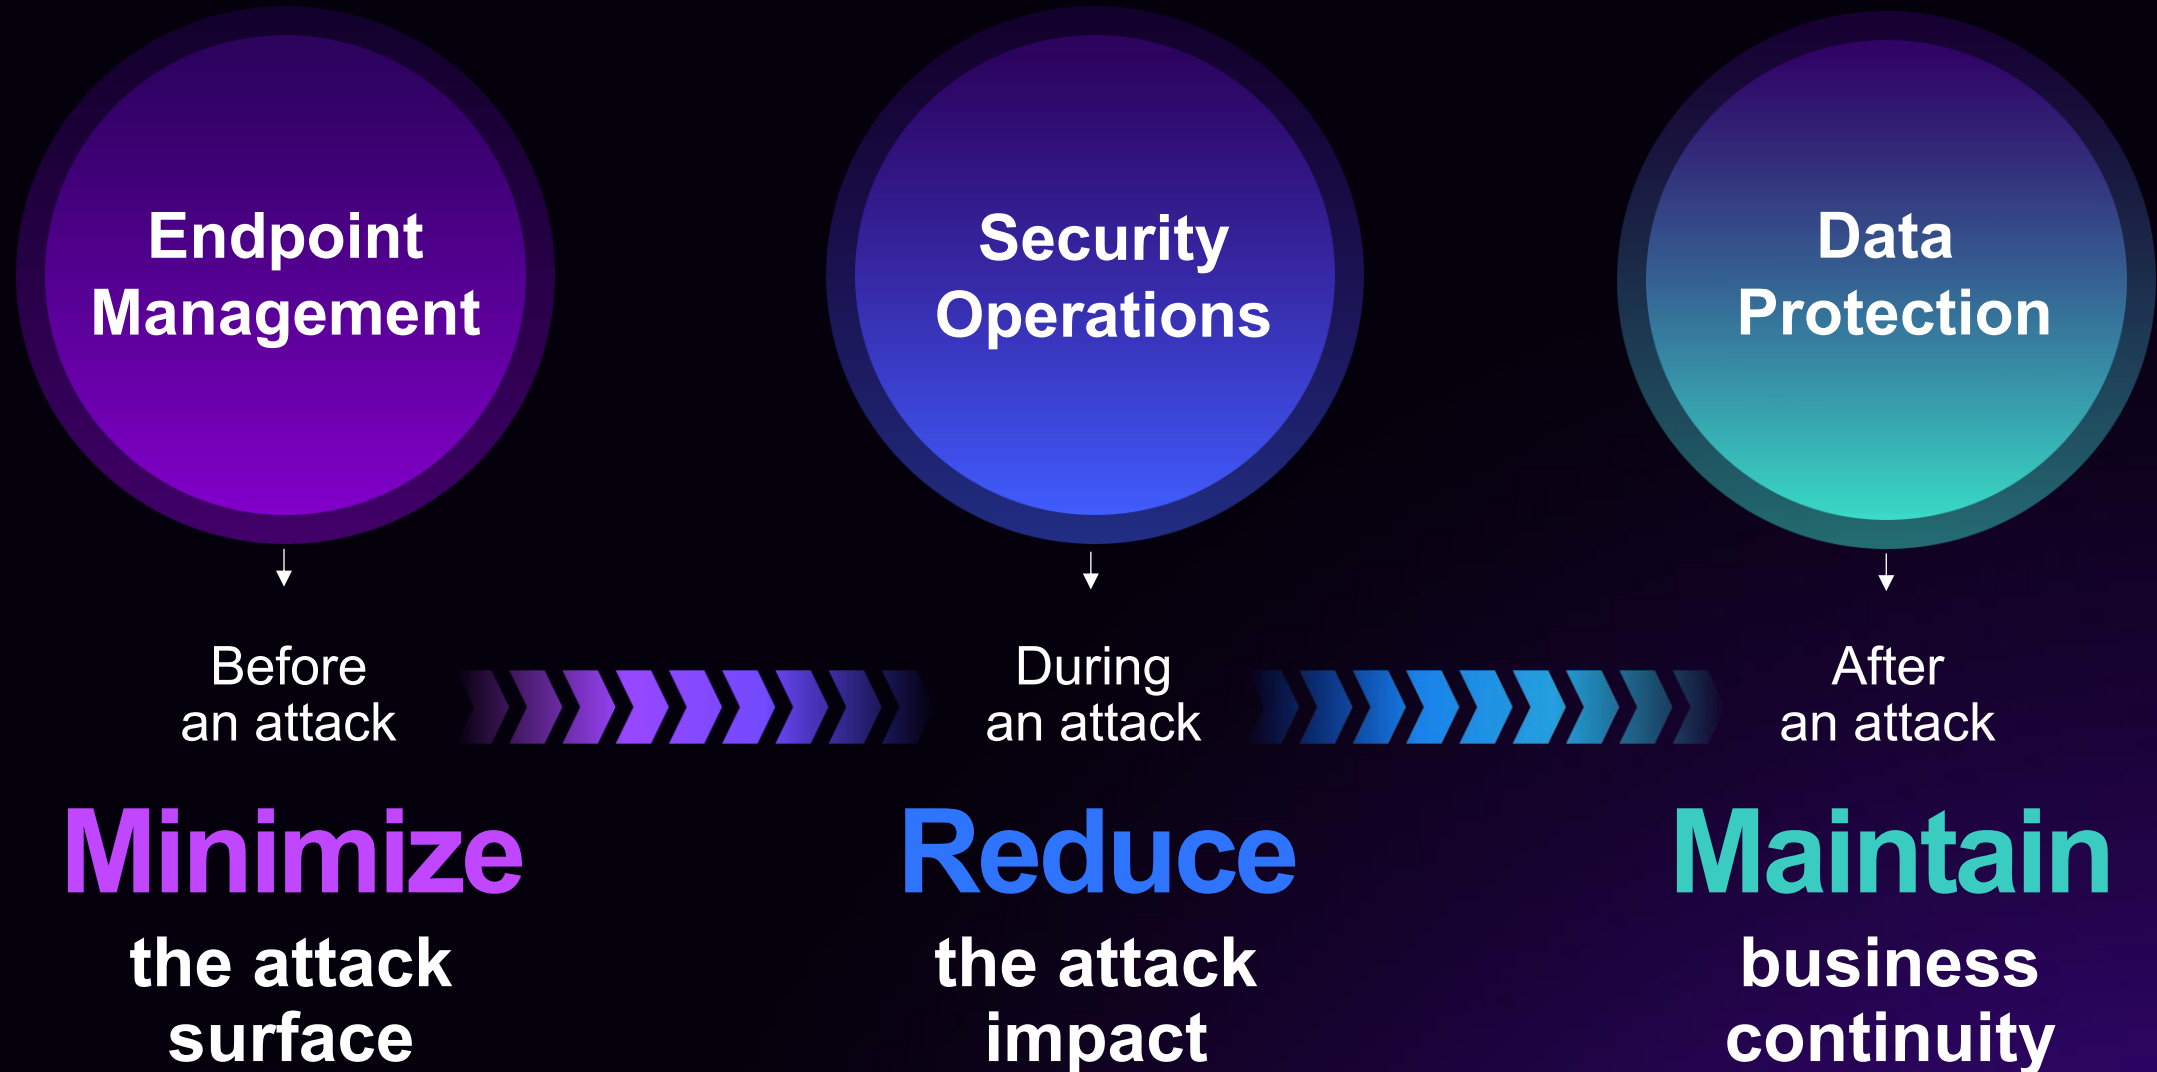 Endpoint
Management
Security
Operations
Data
Protection
Before
an attack
During
an attack
After
an attack
Minimize
the attack
surface
Reduce
the attack
impact
Maintain
business
continuity